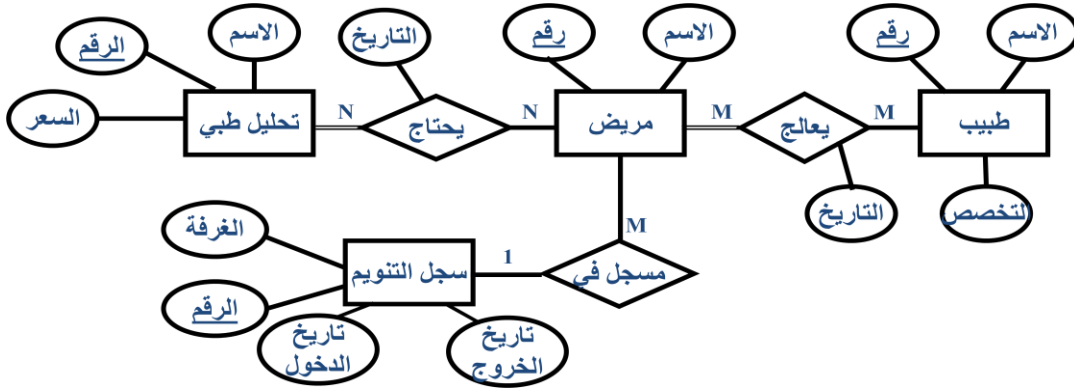 الاسم
رقم
الاسم
رقم
التاريخ
الاسم
الرقم
السعر
طبيب
M
يعالج
M
مريض
N
يحتاج
N
تحليل طبي
التخصص
التاريخ
M
مسجل في
1
سجل التنويم
الغرفة
الرقم
تاريخ
الدخول
تاريخ
الخروج